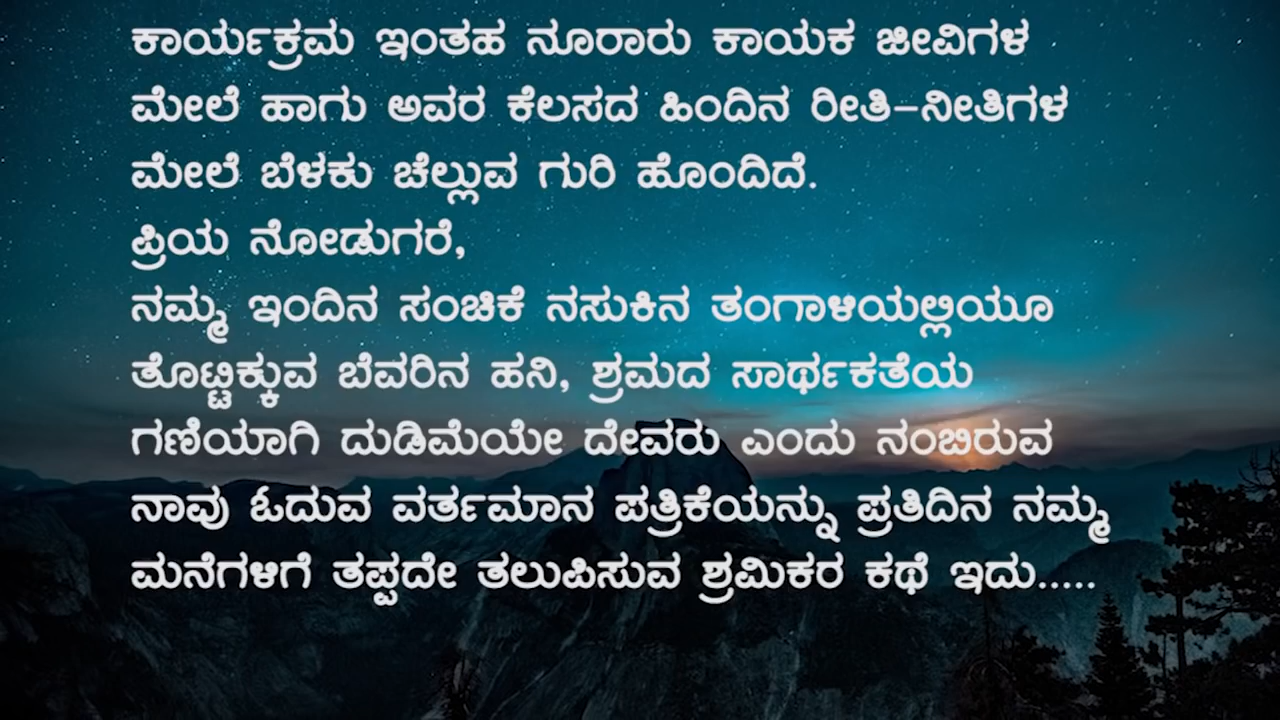 ಕಾರ್ಯಕ್ರಮ ಇಂತಹ ನೂರಾರು ಕಾಯಕ ಜೀವಿಗಳ
ಮೇಲೆ ಹಾಗು ಅವರ ಕೆಲಸದ ಹಿಂದಿನ ರೀತಿ-ನೀತಿಗಳ
ಮೇಲೆ ಬೆಳಕು ಚೆಲ್ಲುವ ಗುರಿ ಹೊಂದಿದೆ.
ಪ್ರಿಯ ನೋಡುಗರೆ,
ನಮ್ಮ ಇಂದಿನ ಸಂಚಿಕೆ ನಸುಕಿನ ತಂಗಾಳಿಯಲ್ಲಿಯೂ
ತೊಟ್ಟಿಕ್ಕುವ ಬೆವರಿನ ಹನಿ, ಶ್ರಮದ ಸಾರ್ಥಕತೆಯ
ಗಣಿಯಾಗಿ ದುಡಿಮೆಯೇ ದೇವರು ಎಂದು ನಂಬಿರುವ
ನಾವು ಓದುವ ವರ್ತಮಾನ ಪತ್ರಿಕೆಯನ್ನು ಪ್ರತಿದಿನ ನಮ್ಮ
ಮನೆಗಳಿಗೆ ತಪ್ಪದೇ ತಲುಪಿಸುವ ಶ್ರಮಿಕರ ಕಥೆ ಇದು.....